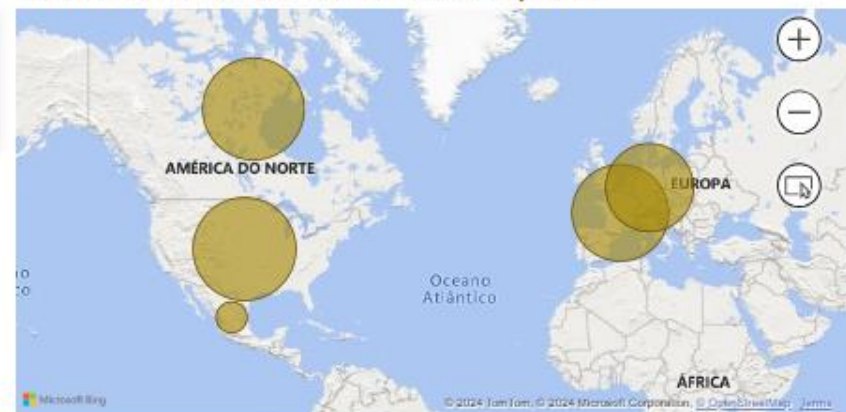 AMÉRICA DO NORTE
EUROPA
Oceano
Atlântico
ÁFRICA
Microsoft Bing
© 2024 TomTom, © 2024 Microsoft Corporation, © OpenStreetMap Terms